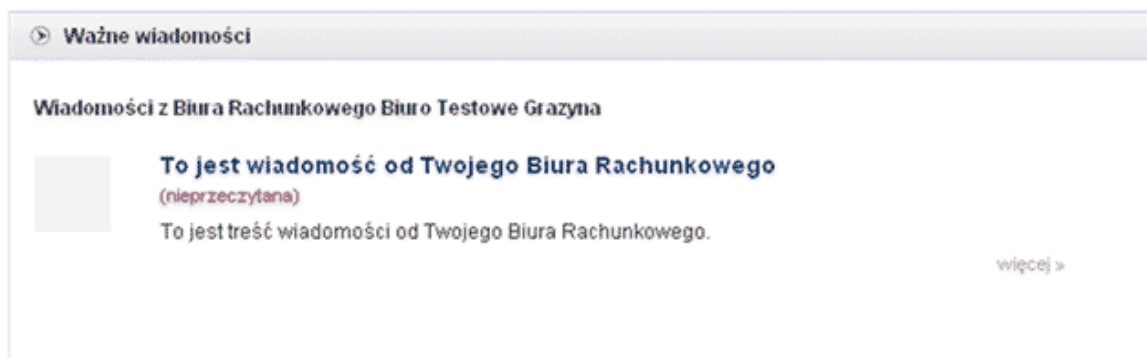 Ważne wiadomości
Wiadomości z Biura Rachunkowego Biuro Testowe Grazyna
To jest wiadomość od Twojego Biura Rachunkowego
(nieprzeczytana)
To jest treść wiadomości od Twojego Biura Rachunkowego.
więcej »